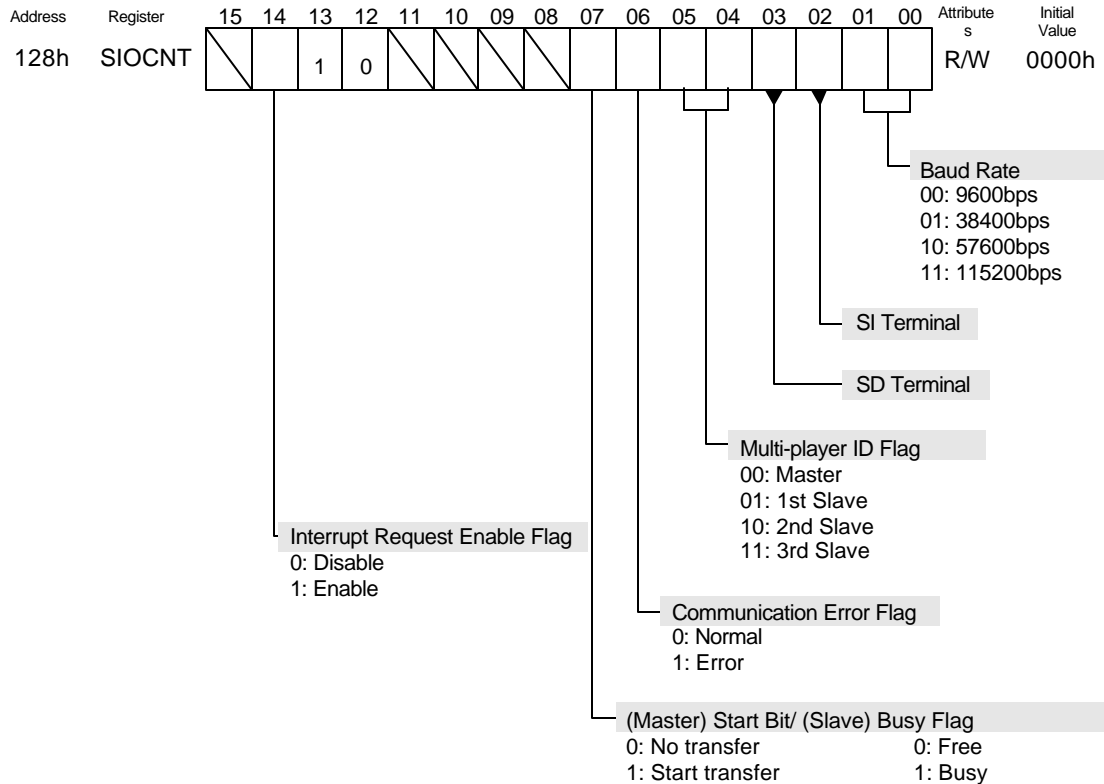 Address Register 15 14 13 12 11 10 09 08 07 06 05 04 03 02 01 00 Attribute s Initial Value
128h SIOCNT 1 0 R/W 0000h
Baud Rate
00: 9600bps
01: 38400bps
10: 57600bps
11: 115200bps
SI Terminal
SD Terminal
Multi-player ID Flag
00: Master
01: 1st Slave
10: 2nd Slave
11: 3rd Slave
Interrupt Request Enable Flag
0: Disable
1: Enable
Communication Error Flag
0: Normal
1: Error
(Master) Start Bit/ (Slave) Busy Flag
0: No transfer 0: Free
1: Start transfer 1: Busy